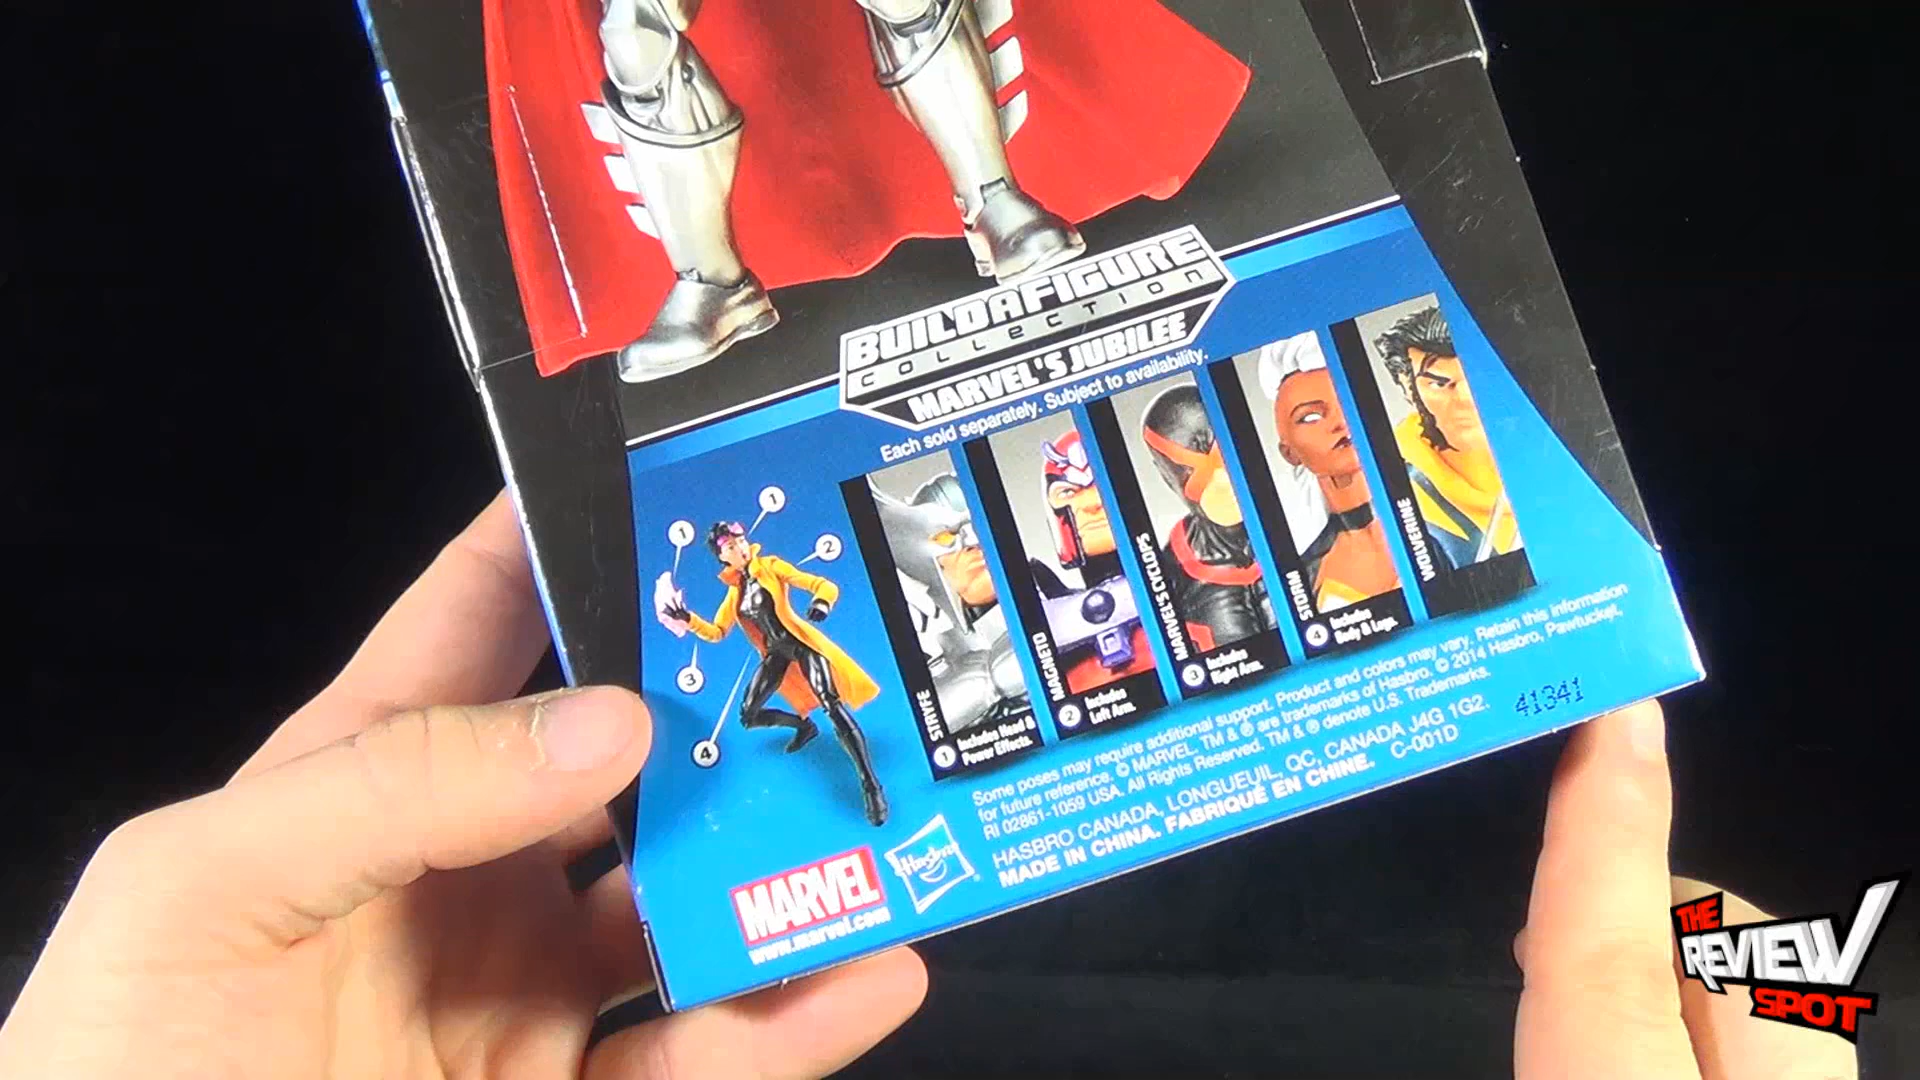 BUILDAFIGURE
COLLECTION
MARVEL'S JUBILEE
Each sold separately. Subject to availability.
1
1
2
3
4
STRYFE
1 Includes Head &
Power Effects.
MAGNETO
2 Includes
Left Arm.
MARVEL'S CYCLOPS
3 Includes
Right Arm.
STORM
4 Includes
Body & Legs.
WOLVERINE
Some poses may require additional support. Product and colors may vary. Retain this information
for future reference. © MARVEL. TM & ® are trademarks of Hasbro. © 2014 Hasbro, Pawtucket,
RI 02861-1059 USA. All Rights Reserved. TM & ® denote U.S. Trademarks.
HASBRO CANADA, LONGUEUIL, QC, CANADA J4G 1G2.
MADE IN CHINA. FABRIQUÉ EN CHINE. C-001D
41341
MARVEL
www.marvel.com
Hasbro
THE
REVIEW
SPOT